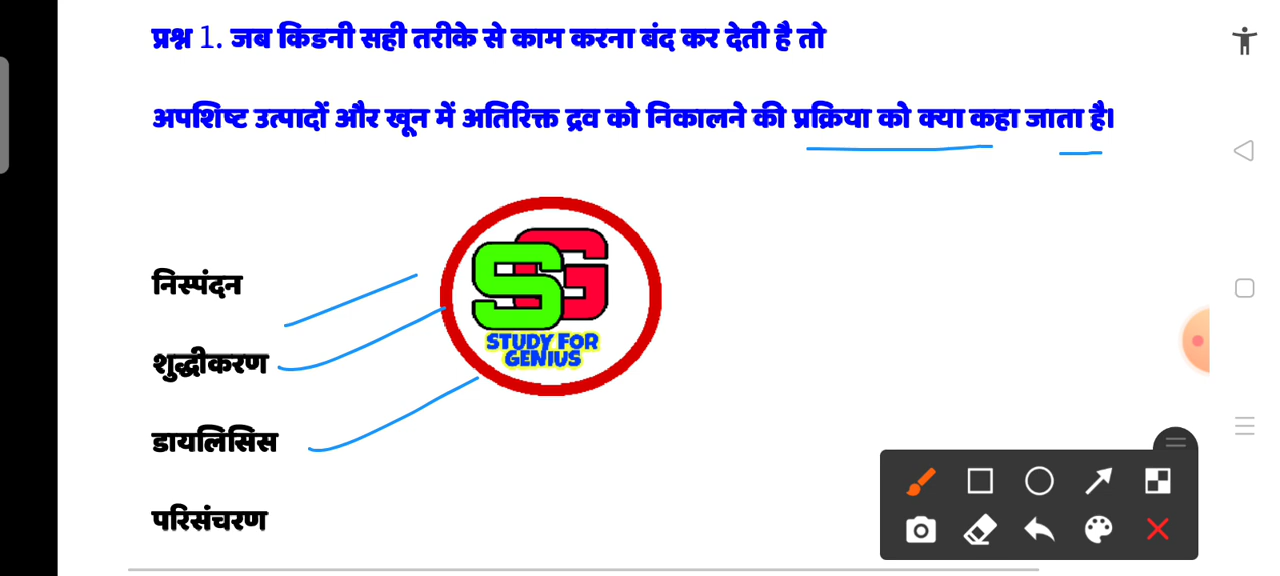 प्रश्न 1. जब किडनी सही तरीके से काम करना बंद कर देती है तो
अपशिष्ट उत्पादों और खून में अतिरिक्त द्रव को निकालने की प्रक्रिया को क्या कहा जाता है।
निस्पंदन
शुद्धीकरण
डायलिसिस
परिसंचरण
SG
STUDY FOR
GENIUS